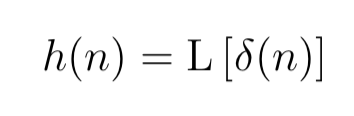 h(n) = L [δ(n)]